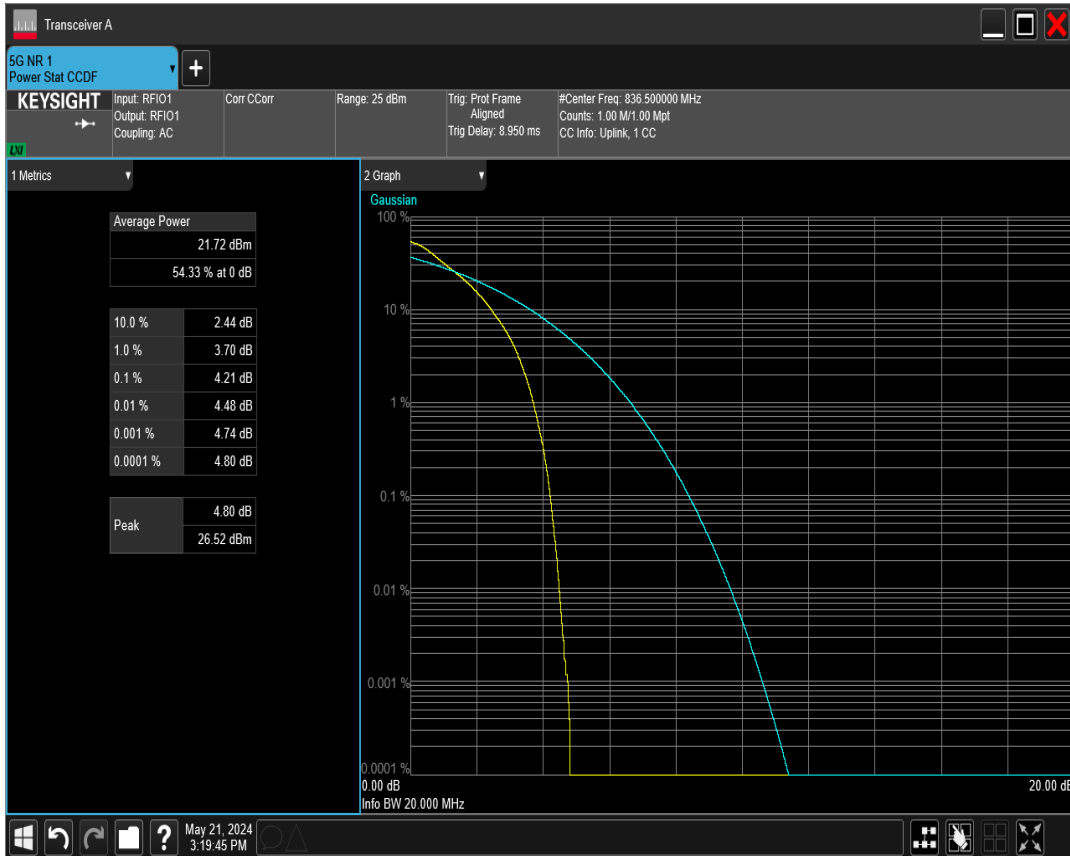 Transceiver A
5G NR 1
Power Stat CCDF
KEYSIGHT
LXI
Input: RFIO1
Output: RFIO1
Coupling: AC
Corr CCorr
Range: 25 dBm
Trig: Prot Frame
Aligned
Trig Delay: 8.950 ms
#Center Freq: 836.500000 MHz
Counts: 1.00 M/1.00 Mpt
CC Info: Uplink, 1 CC
1 Metrics
Average Power
21.72 dBm
54.33 % at 0 dB
10.0 % 2.44 dB
1.0 % 3.70 dB
0.1 % 4.21 dB
0.01 % 4.48 dB
0.001 % 4.74 dB
0.0001 % 4.80 dB
Peak
4.80 dB
26.52 dBm
2 Graph
Gaussian
100 %
10 %
1 %
0.1 %
0.01 %
0.001 %
0.0001 %
0.00 dB 20.00 dB
Info BW 20.000 MHz
May 21, 2024
3:19:45 PM